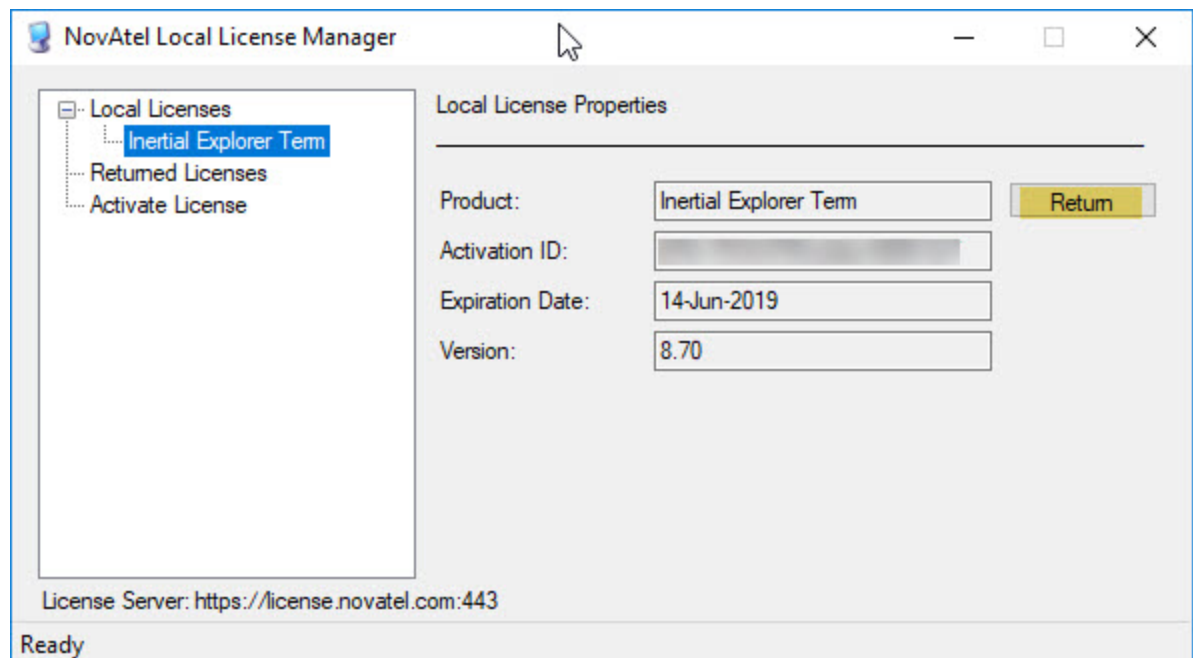 NovAtel Local License Manager
Local Licenses
Inertial Explorer Term
Returned Licenses
Activate License
Local License Properties
Product: Inertial Explorer Term Return
Activation ID:
Expiration Date: 14-Jun-2019
Version: 8.70
License Server: https://license.novatel.com:443
Ready